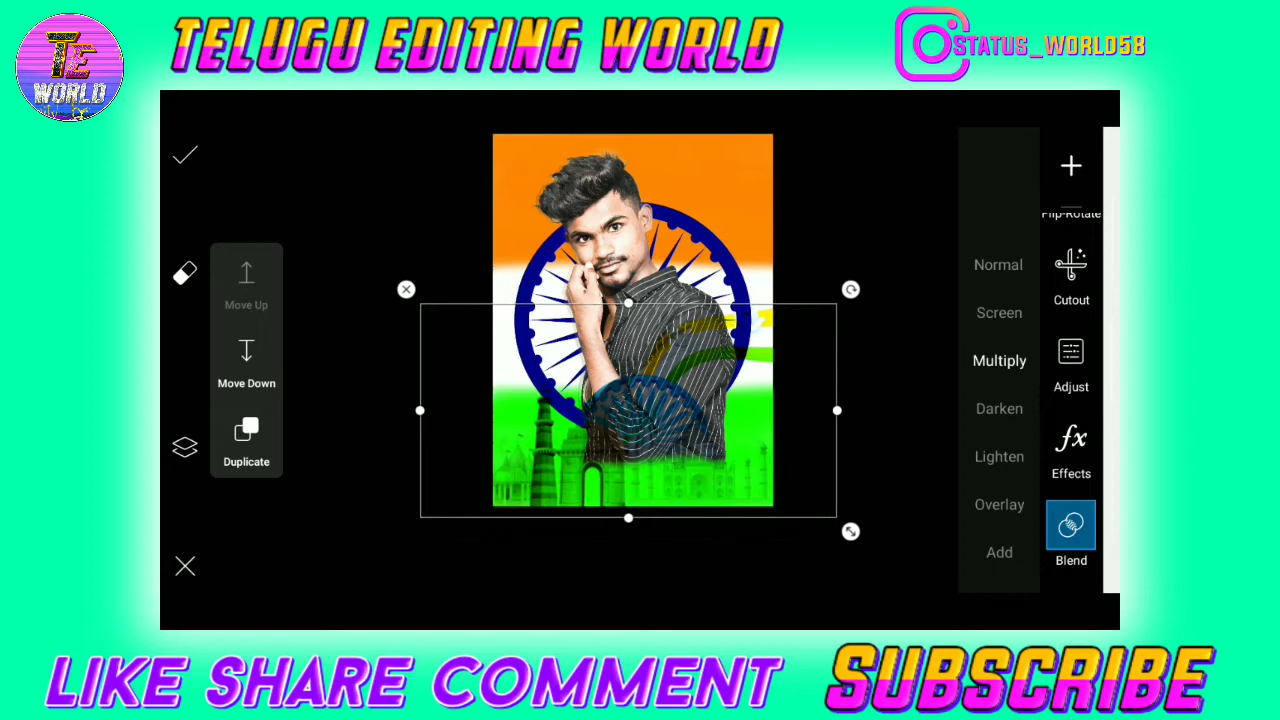 TELUGU EDITING WORLD
STATUS_WORLD58
TE
WORLD
Move Up
Move Down
Duplicate
Normal
Screen
Multiply
Darken
Lighten
Overlay
Add
Flip-Rotate
Cutout
Adjust
fx
Effects
Blend
LIKE SHARE COMMENT
SUBSCRIBE